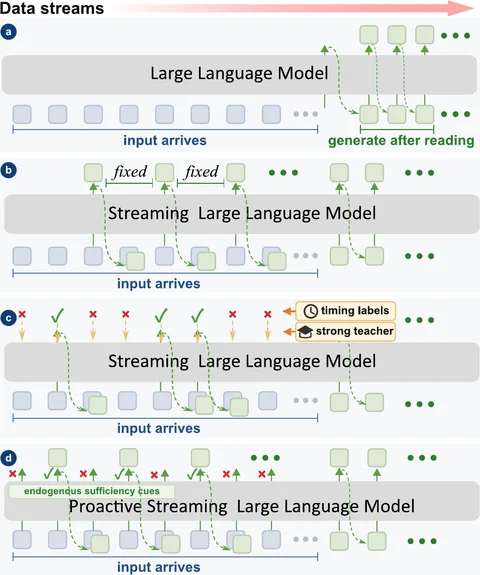 Data streams
a
Large Language Model
input arrives
generate after reading
b
fixed
fixed
Streaming Large Language Model
input arrives
c
timing labels
strong teacher
Streaming Large Language Model
input arrives
d
endogenous sufficiency cues
Proactive Streaming Large Language Model
input arrives